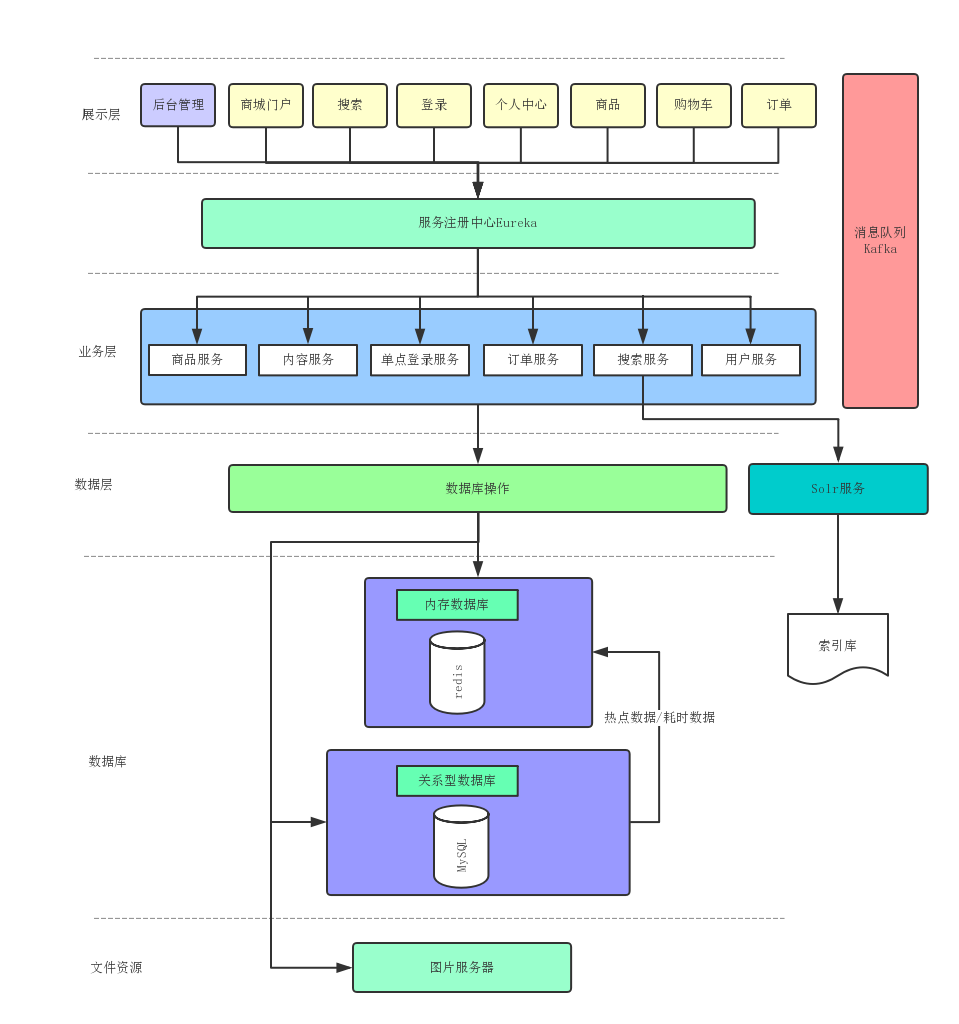 展示层
后台管理
商城门户
搜索
登录
个人中心
商品
购物车
订单
消息队列
Kafka
服务注册中心Eureka
业务层
商品服务
内容服务
单点登录服务
订单服务
搜索服务
用户服务
数据层
数据库操作
Solr服务
内存数据库
redis
索引库
热点数据/耗时数据
数据库
关系型数据库
MySQL
文件资源
图片服务器